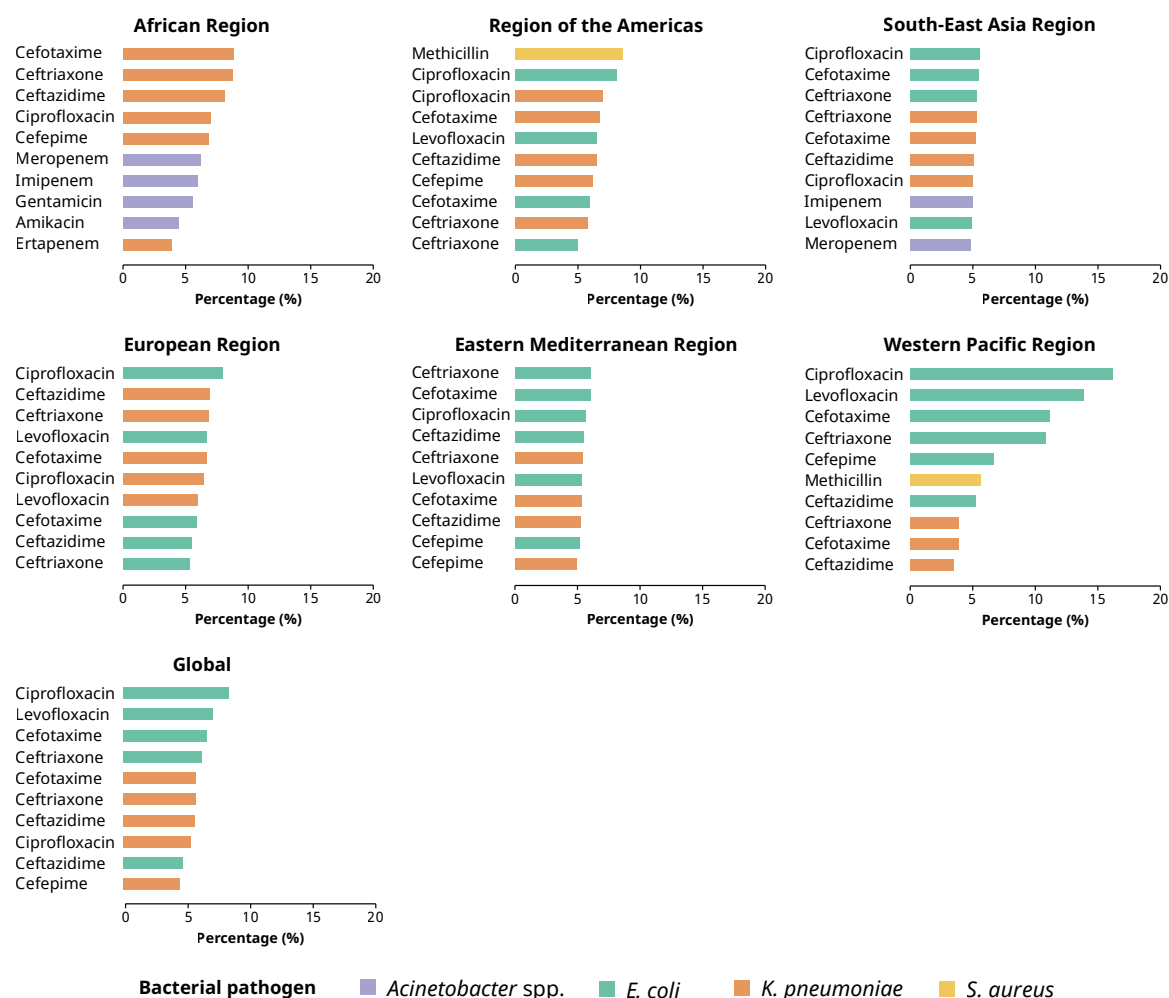 African Region
Cefotaxime
Ceftriaxone
Ceftazidime
Ciprofloxacin
Cefepime
Meropenem
Imipenem
Gentamicin
Amikacin
Ertapenem
0 5 10 15 20
Percentage (%)
Region of the Americas
Methicillin
Ciprofloxacin
Ciprofloxacin
Cefotaxime
Levofloxacin
Ceftazidime
Cefepime
Cefotaxime
Ceftriaxone
Ceftriaxone
0 5 10 15 20
Percentage (%)
South-East Asia Region
Ciprofloxacin
Cefotaxime
Ceftriaxone
Ceftriaxone
Cefotaxime
Ceftazidime
Ciprofloxacin
Imipenem
Levofloxacin
Meropenem
0 5 10 15 20
Percentage (%)
European Region
Ciprofloxacin
Ceftazidime
Ceftriaxone
Levofloxacin
Cefotaxime
Ciprofloxacin
Levofloxacin
Cefotaxime
Ceftazidime
Ceftriaxone
0 5 10 15 20
Percentage (%)
Eastern Mediterranean Region
Ceftriaxone
Cefotaxime
Ciprofloxacin
Ceftazidime
Ceftriaxone
Levofloxacin
Cefotaxime
Ceftazidime
Cefepime
Cefepime
0 5 10 15 20
Percentage (%)
Western Pacific Region
Ciprofloxacin
Levofloxacin
Cefotaxime
Ceftriaxone
Cefepime
Methicillin
Ceftazidime
Ceftriaxone
Cefotaxime
Ceftazidime
0 5 10 15 20
Percentage (%)
Global
Ciprofloxacin
Levofloxacin
Cefotaxime
Ceftriaxone
Cefotaxime
Ceftriaxone
Ceftazidime
Ciprofloxacin
Ceftazidime
Cefepime
0 5 10 15 20
Percentage (%)
Bacterial pathogen Acinetobacter spp. E. coli K. pneumoniae S. aureus